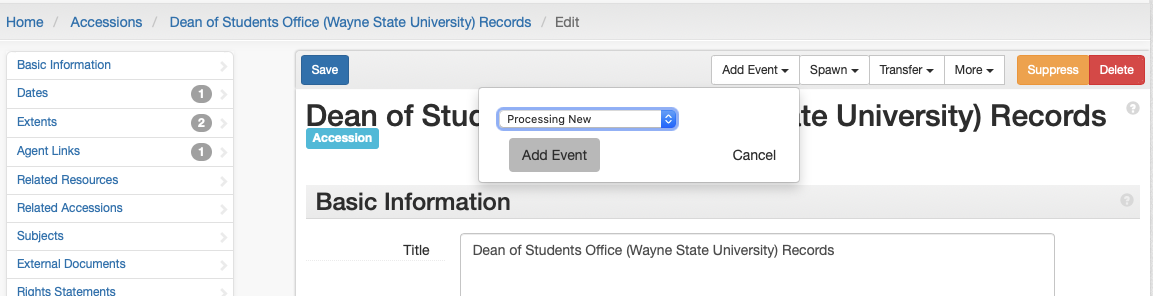 Home / Accessions / Dean of Students Office (Wayne State University) Records / Edit
Basic Information
Dates 1
Extents 2
Agent Links 1
Related Resources
Related Accessions
Subjects
External Documents
Rights Statements
Save Add Event Spawn Transfer More Suppress Delete
Dean of University) Records
Accession
Processing New
Add Event Cancel
Basic Information
Title Dean of Students Office (Wayne State University) Records